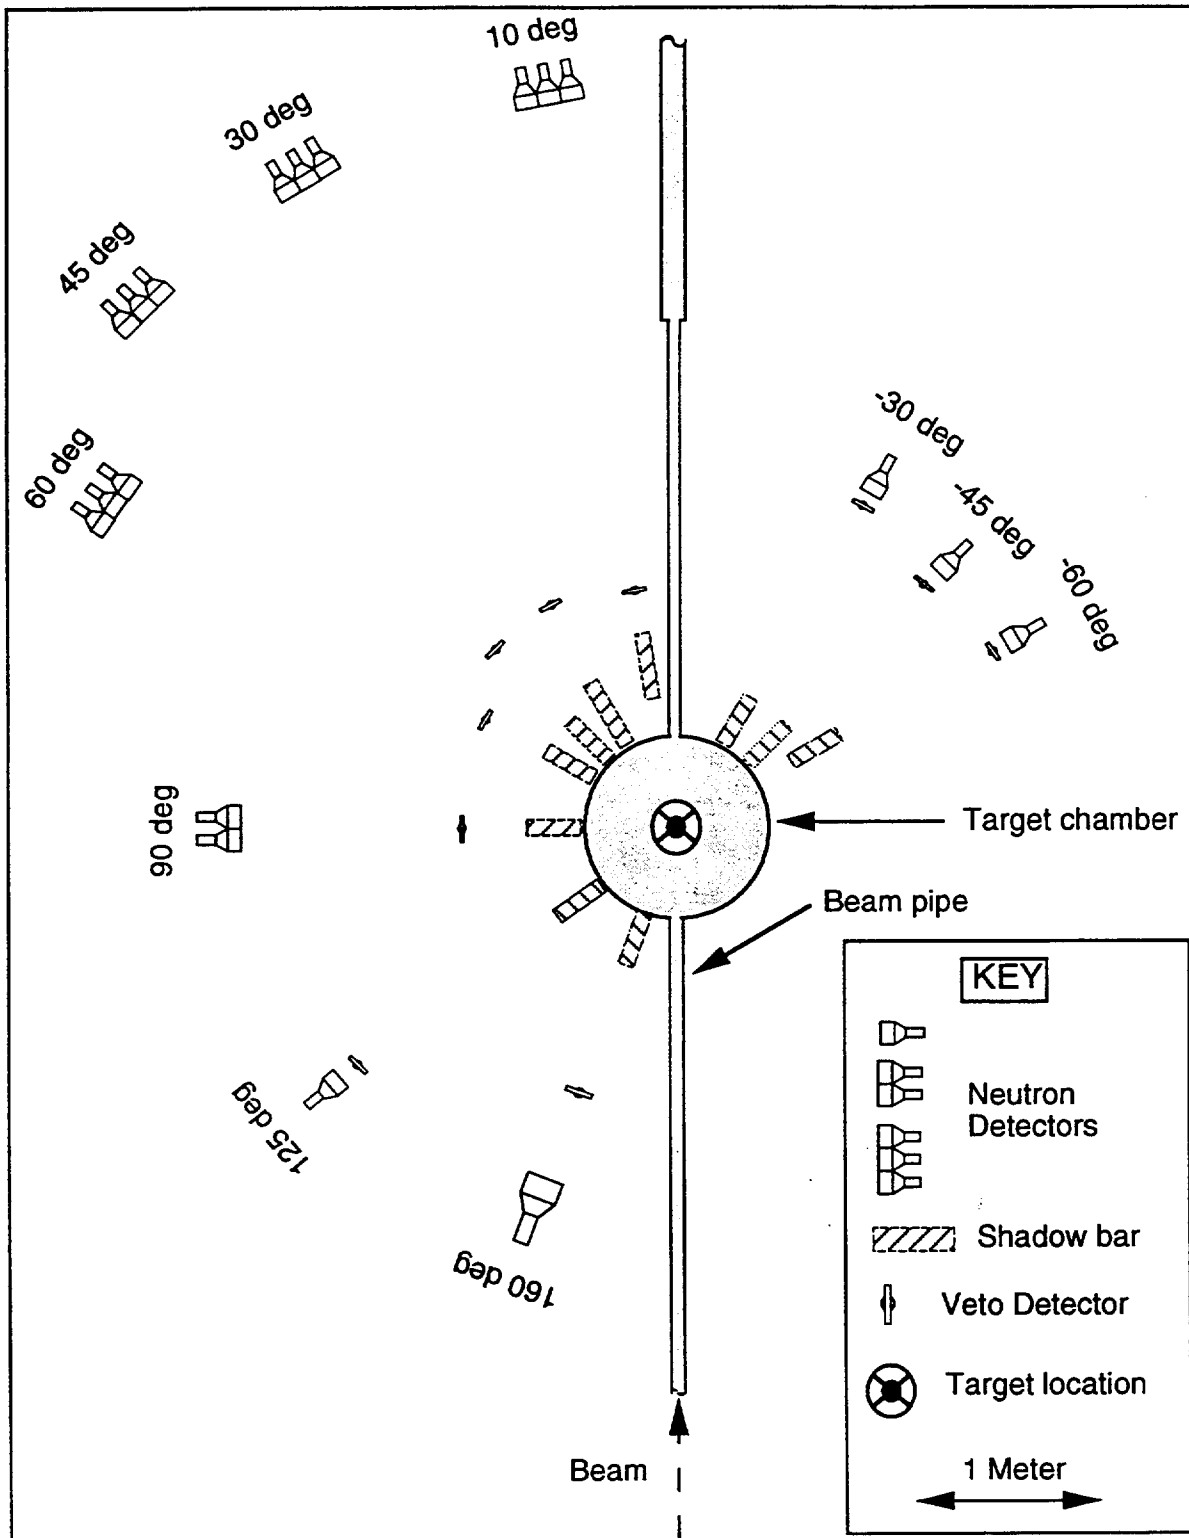 10 deg
30 deg
45 deg
60 deg
-30 deg
-45 deg
-60 deg
90 deg
Target chamber
Beam pipe
125 deg
160 deg
Beam
KEY
Neutron
Detectors
Shadow bar
Veto Detector
Target location
1 Meter